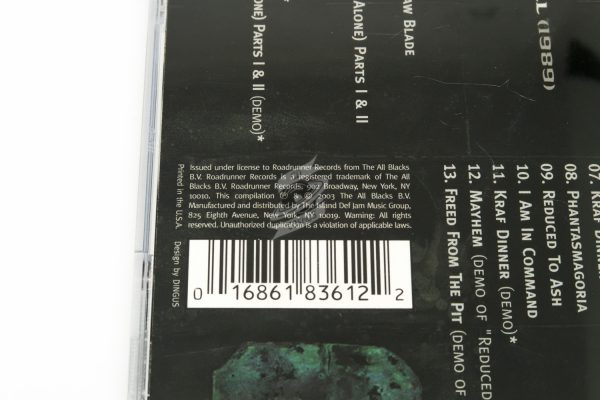 Issued under license to Roadrunner Records from The All Blacks
B.V. Roadrunner Records is a registered trademark of The All
Blacks B.V. Roadrunner Records, 902 Broadway, New York, NY
10010. This compilation ℗ & © 2003 The All Blacks B.V.
Manufactured and distributed by The Island Def Jam Music Group,
825 Eighth Avenue, New York, NY 10019. Warning: All rights
reserved. Unauthorized duplication is a violation of applicable laws.
0 16861 83612 2
Printed in the U.S.A.
Design by DINGUS
(1989)
AW BLADE
ALONE) PARTS I & II
ALONE) PARTS I & II (DEMO)*
07. KRAF DINNER
08. PHANTASMAGORIA
09. REDUCED TO ASH
10. I AM IN COMMAND
11. KRAF DINNER (DEMO)*
12. MAYHEM (DEMO OF "REDUCED
13. FREED FROM THE PIT (DEMO OF